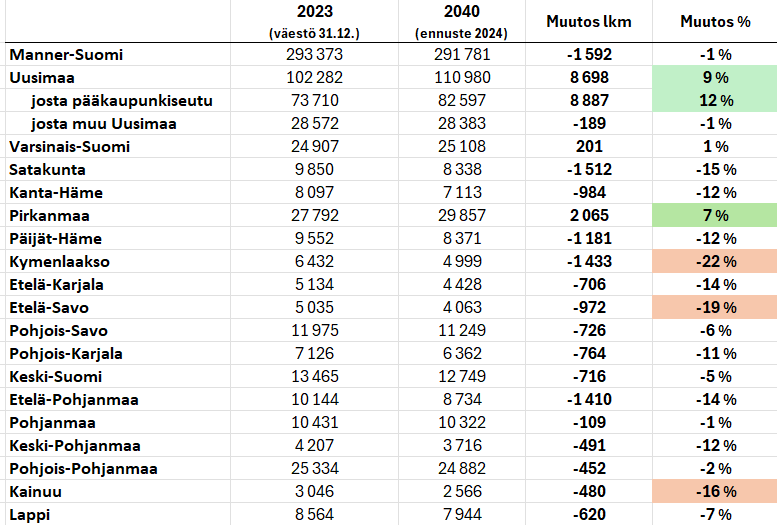 2023 2040 Muutos lkm Muutos %
(väestö 31.12.) (ennuste 2024)
Manner-Suomi 293 373 291 781 -1 592 -1 %
Uusimaa 102 282 110 980 8 698 9 %
josta pääkaupunkiseutu 73 710 82 597 8 887 12 %
josta muu Uusimaa 28 572 28 383 -189 -1 %
Varsinais-Suomi 24 907 25 108 201 1 %
Satakunta 9 850 8 338 -1 512 -15 %
Kanta-Häme 8 097 7 113 -984 -12 %
Pirkanmaa 27 792 29 857 2 065 7 %
Päijät-Häme 9 552 8 371 -1 181 -12 %
Kymenlaakso 6 432 4 999 -1 433 -22 %
Etelä-Karjala 5 134 4 428 -706 -14 %
Etelä-Savo 5 035 4 063 -972 -19 %
Pohjois-Savo 11 975 11 249 -726 -6 %
Pohjois-Karjala 7 126 6 362 -764 -11 %
Keski-Suomi 13 465 12 749 -716 -5 %
Etelä-Pohjanmaa 10 144 8 734 -1 410 -14 %
Pohjanmaa 10 431 10 322 -109 -1 %
Keski-Pohjanmaa 4 207 3 716 -491 -12 %
Pohjois-Pohjanmaa 25 334 24 882 -452 -2 %
Kainuu 3 046 2 566 -480 -16 %
Lappi 8 564 7 944 -620 -7 %